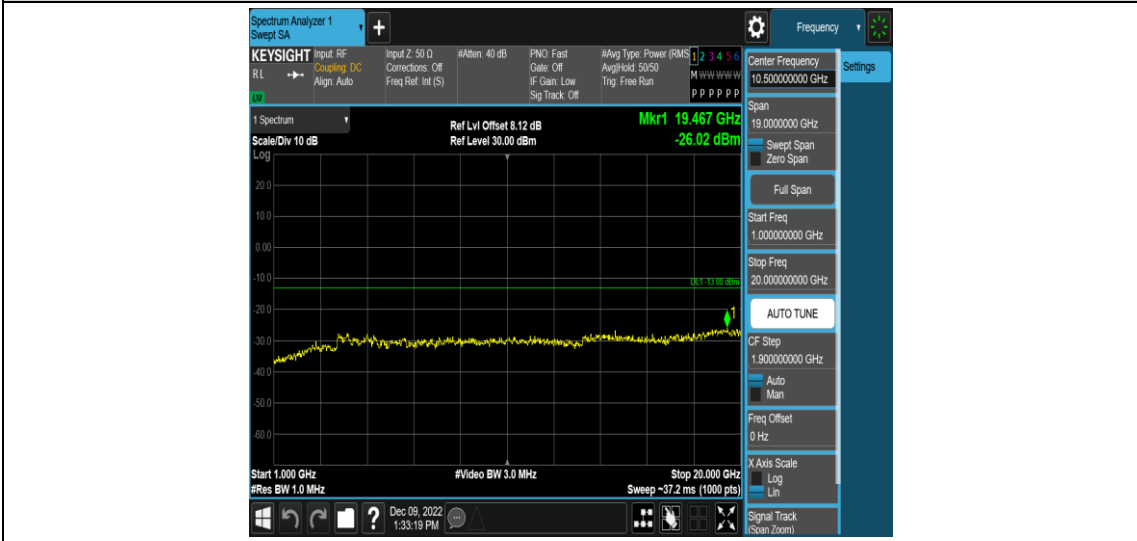 Spectrum Analyzer 1
Swept SA
Frequency
KEYSIGHT
RL
Input: RF
Coupling: DC
Align: Auto
Input Z: 50 Ω
Corrections: Off
Freq Ref: Int (S)
#Atten: 40 dB
PNO: Fast
Gate: Off
IF Gain: Low
Sig Track: Off
#Avg Type: Power (RMS
Avg|Hold: 50/50
Trig: Free Run
1 2 3 4 5 6
M W W W W W
P P P P P P
1 Spectrum
Scale/Div 10 dB
Log
Ref Lvl Offset 8.12 dB
Ref Level 30.00 dBm
Mkr1 19.467 GHz
-26.02 dBm
20.0
10.0
0.00
-10.0
DL1 -13.00 dBm
-20.0
1
-30.0
-40.0
-50.0
-60.0
Start 1.000 GHz
#Video BW 3.0 MHz
Stop 20.000 GHz
#Res BW 1.0 MHz
Sweep ~37.2 ms (1000 pts)
?
Dec 09, 2022
1:33:19 PM
Center Frequency
10.500000000 GHz
Settings
Span
19.0000000 GHz
Swept Span
Zero Span
Full Span
Start Freq
1.000000000 GHz
Stop Freq
20.000000000 GHz
AUTO TUNE
CF Step
1.900000000 GHz
Auto
Man
Freq Offset
0 Hz
X Axis Scale
Log
Lin
Signal Track
(Span Zoom)